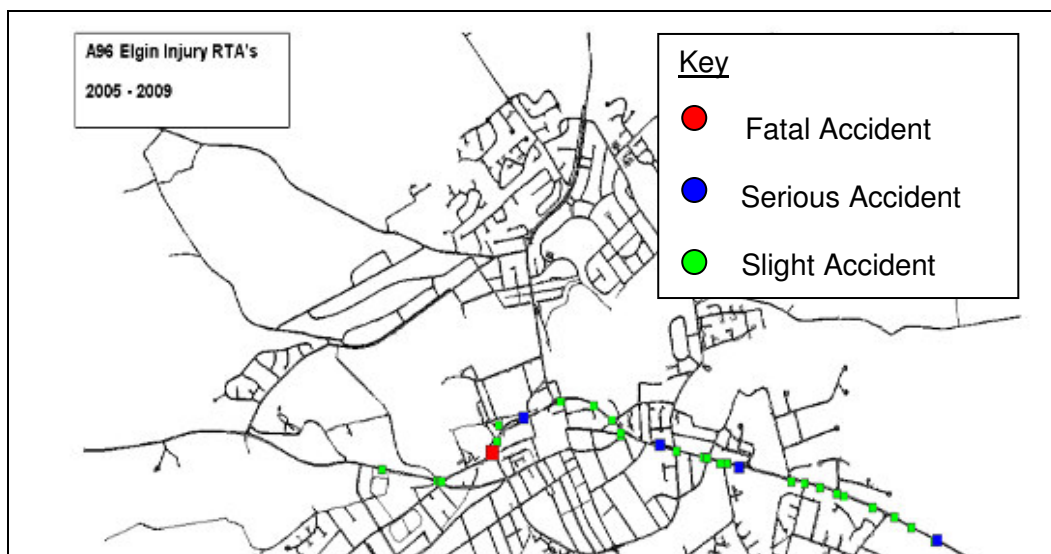 A96 Elgin Injury RTA's
2005 - 2009
Key
Fatal Accident
Serious Accident
Slight Accident